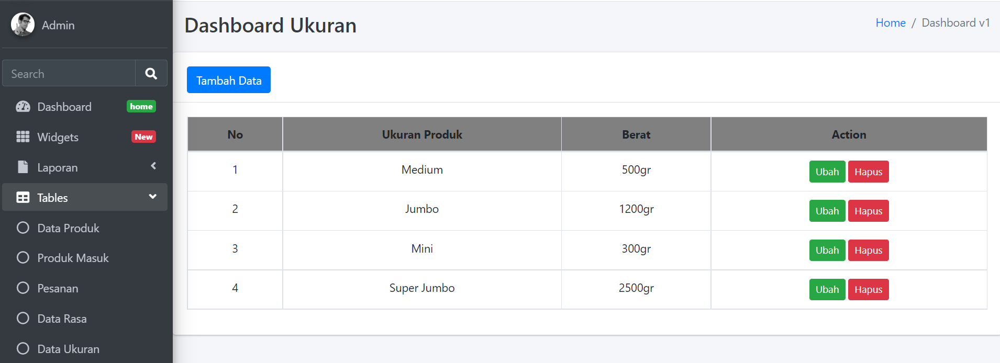 Admin
Search
Dashboard home
Widgets New
Laporan
Tables
Data Produk
Produk Masuk
Pesanan
Data Rasa
Data Ukuran
Dashboard Ukuran
Home / Dashboard v1
Tambah Data
No Ukuran Produk Berat Action
1 Medium 500gr Ubah Hapus
2 Jumbo 1200gr Ubah Hapus
3 Mini 300gr Ubah Hapus
4 Super Jumbo 2500gr Ubah Hapus